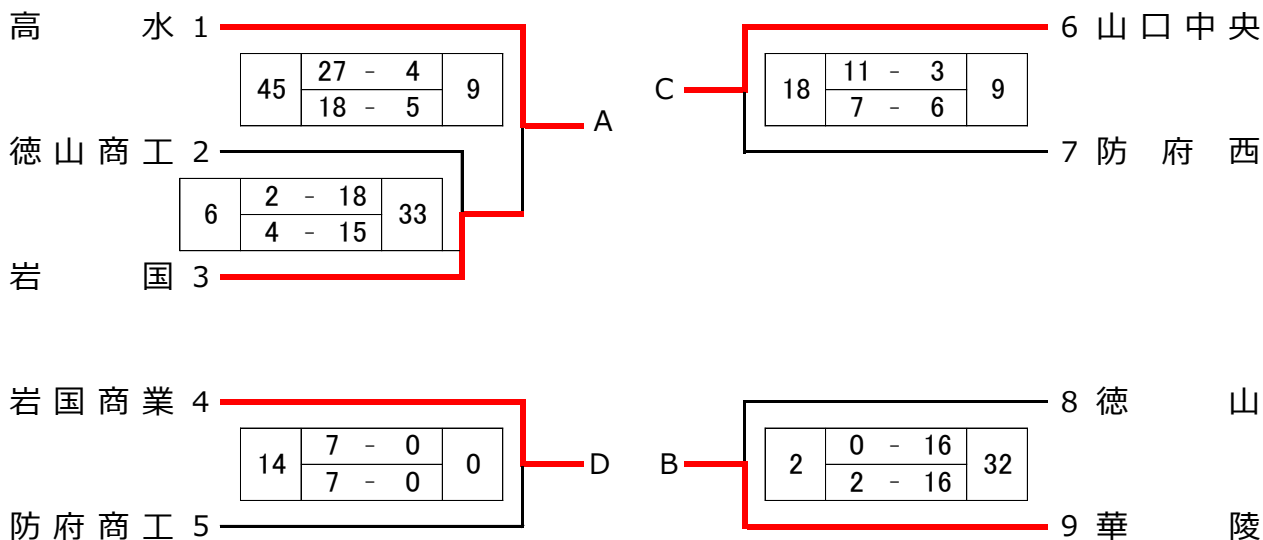 高水 1
45 27 - 4 9
18 - 5
A
徳山商工 2
6 2 - 18 33
4 - 15
岩国 3
6 山口中央
C
18 11 - 3 9
7 - 6
7 防府西
岩国商業 4
14 7 - 0 0
7 - 0
D
防府商工 5
8 徳山
B
2 0 - 16 32
2 - 16
9 華陵